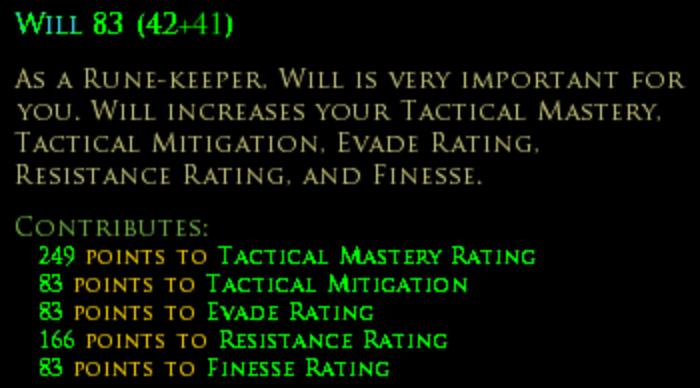 Will 83 (42+41)
As a Rune-keeper, Will is very important for
you. Will increases your Tactical Mastery,
Tactical Mitigation, Evade Rating,
Resistance Rating, and Finesse.
Contributes:
249 points to Tactical Mastery Rating
83 points to Tactical Mitigation
83 points to Evade Rating
166 points to Resistance Rating
83 points to Finesse Rating